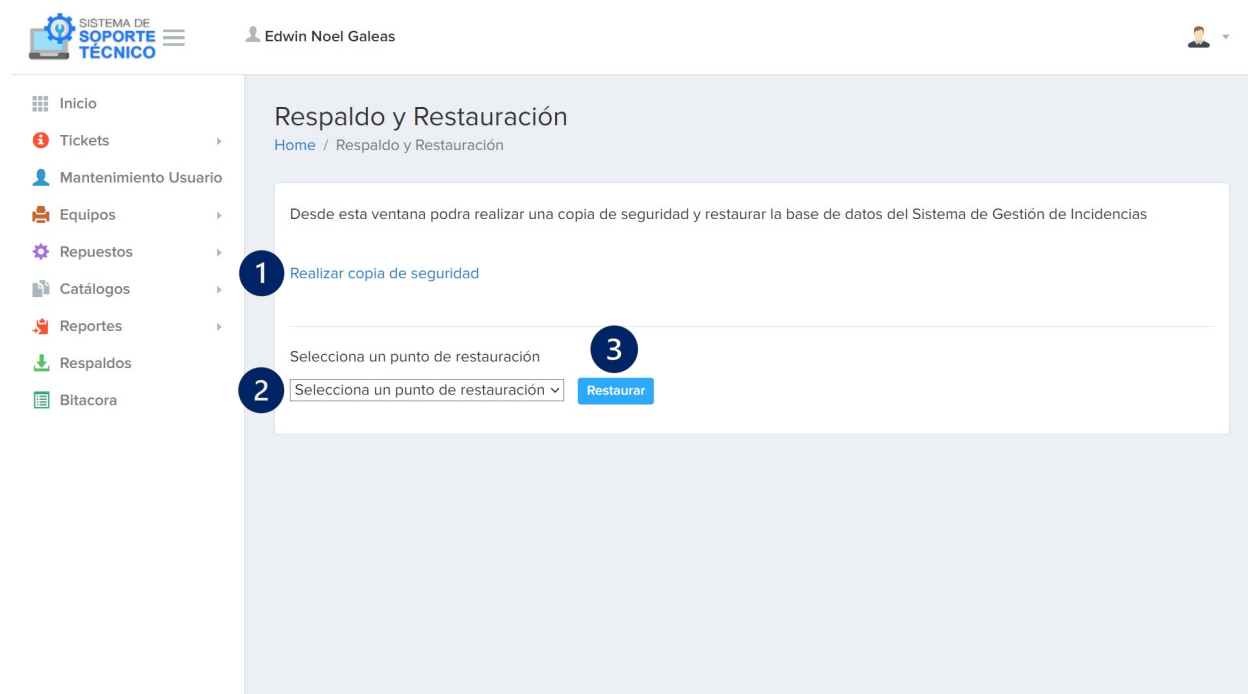 SISTEMA DE
SOPORTE
TÉCNICO
Edwin Noel Galeas
Inicio
Tickets
Mantenimiento Usuario
Equipos
Repuestos
Catálogos
Reportes
Respaldos
Bitacora
Respaldo y Restauración
Home / Respaldo y Restauración
Desde esta ventana podra realizar una copia de seguridad y restaurar la base de datos del Sistema de Gestión de Incidencias
1 Realizar copia de seguridad
Selecciona un punto de restauración
3
2 Selecciona un punto de restauración Restaurar